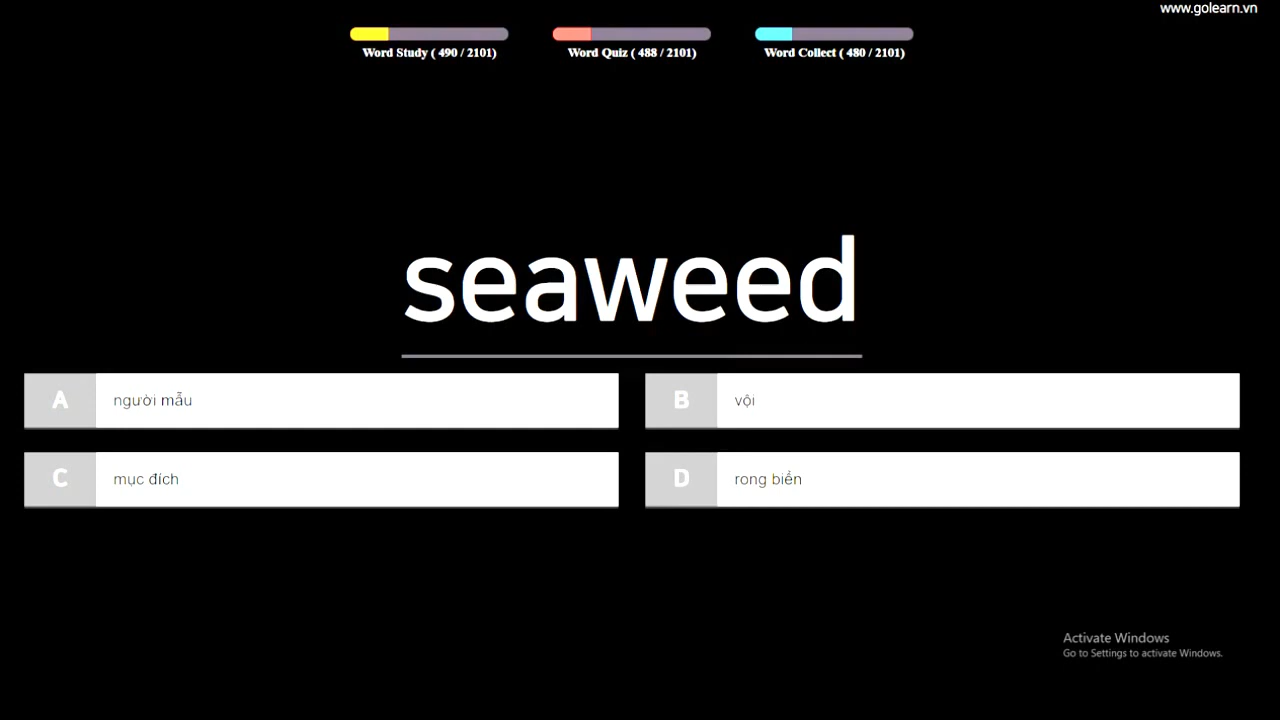 www.golearn.vn
Word Study ( 490 / 2101)
Word Quiz ( 488 / 2101)
Word Collect ( 480 / 2101)
seaweed
A người mẫu
B vội
C mục đích
D rong biển
Activate Windows
Go to Settings to activate Windows.